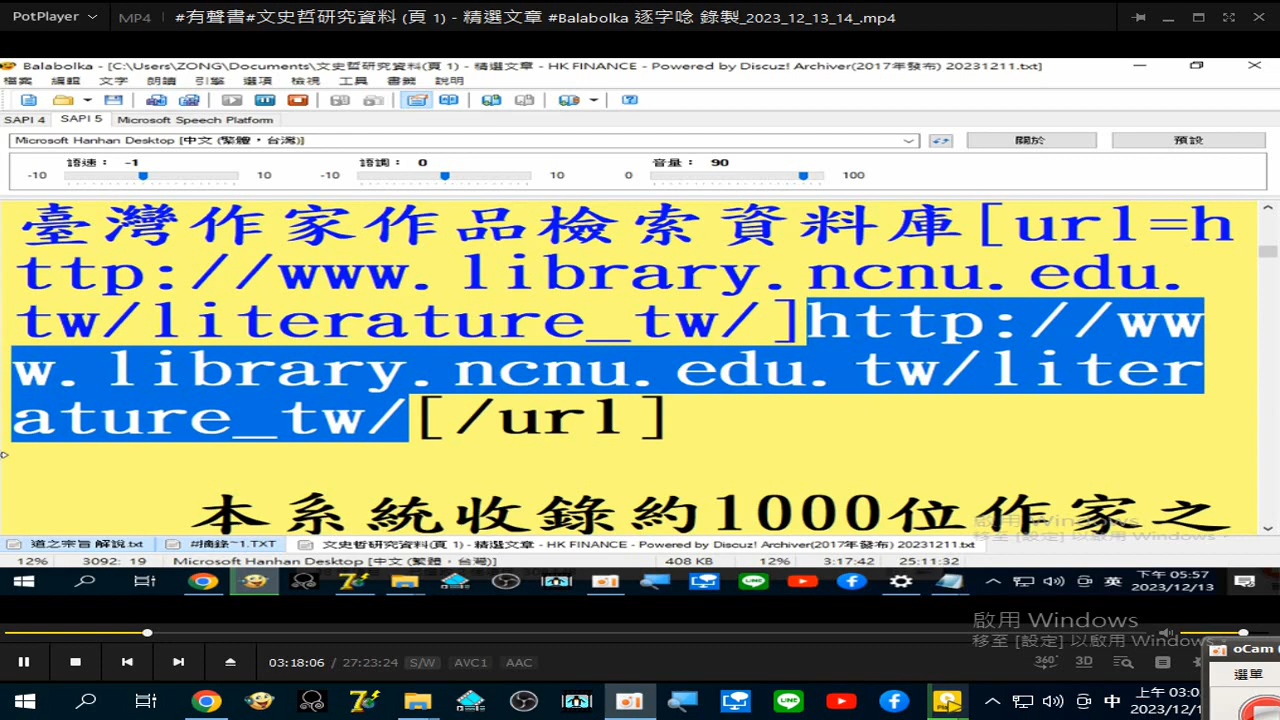 PotPlayer MP4 #有聲書#文史哲研究資料 (頁 1) - 精選文章 #Balabolka 逐字唸 錄製_2023_12_13_14_.mp4
Balabolka - [C:\Users\ZONG\Documents\文史哲研究資料(頁 1) - 精選文章 - HK FINANCE - Powered by Discuz! Archiver(2017年發布) 20231211.txt]
檔案 編輯 文字 朗讀 引擎 選項 檢視 工具 書籤 說明
SAPI 4 SAPI 5 Microsoft Speech Platform
Microsoft Hanhan Desktop [中文 (繁體，台灣)] 關於 預設
語速： -1 語調： 0 音量： 90
-10 10 -10 10 0 100
臺灣作家作品檢索資料庫[url=h
ttp://www.library.ncnu.edu.
tw/literature_tw/]http://ww
w.library.ncnu.edu.tw/liter
ature_tw/[/url]
本系統收錄約1000位作家之
道之宗旨 解說.txt #摘錄~1.TXT 文史哲研究資料(頁 1) - 精選文章 - HK FINANCE - Powered by Discuz! Archiver(2017年發布) 20231211.txt
12% 3092: 19 Microsoft Hanhan Desktop [中文 (繁體，台灣)] 408 KB 12% 3:17:42 25:11:32
啟用 Windows
移至 [設定] 以啟用 Windows。
英 下午 05:57
2023/12/13
啟用 Windows
移至 [設定] 以啟用 Windows。
03:18:06 / 27:23:24 S/W AVC1 AAC 360° 3D
oCam
選單
中 上午 03:0
2023/12/1